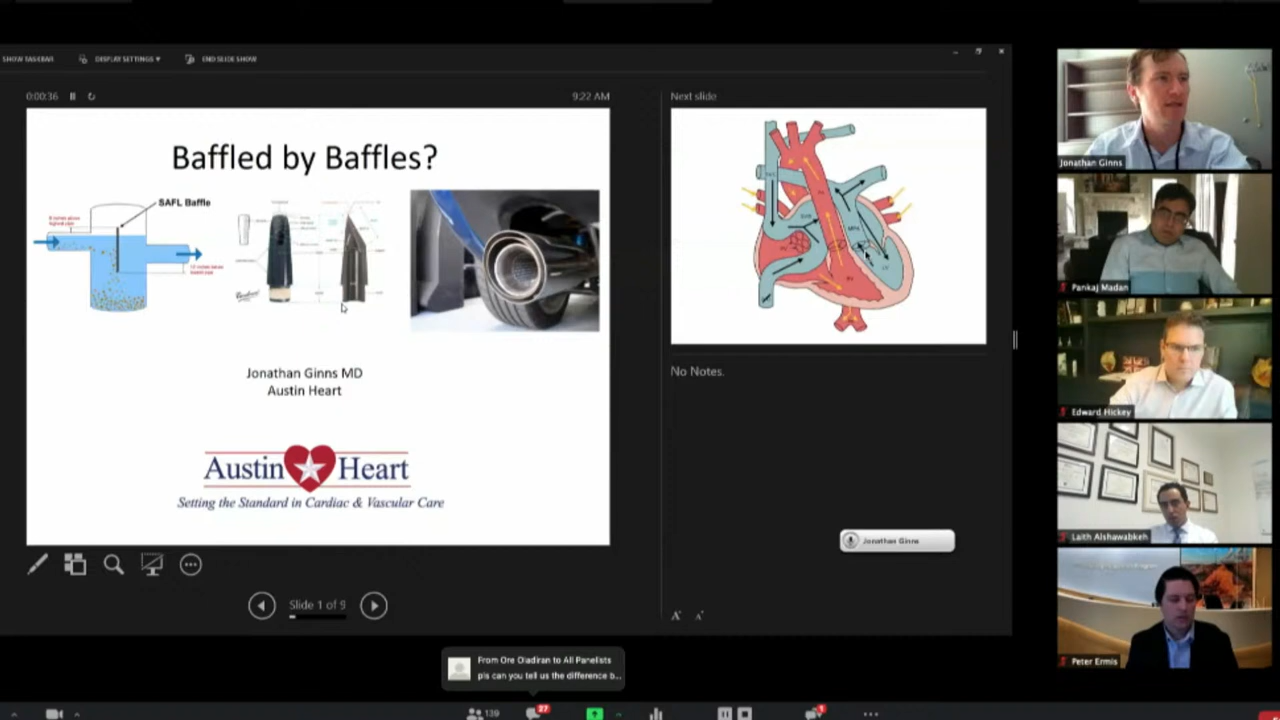 SHOW TASKBAR
DISPLAY SETTINGS ▼
END SLIDE SHOW
0:00:36
9:22 AM
Next slide
Baffled by Baffles?
SAFL Baffle
Jonathan Ginns MD
Austin Heart
Austin Heart
Setting the Standard in Cardiac & Vascular Care
No Notes.
Jonathan Ginns
Slide 1 of 9
From Ore Oladiran to All Panelists
pls can you tell us the difference b...
139
37
1
Jonathan Ginns
Pankaj Madan
Edward Hickey
Laith Alshawabkeh
Peter Ermis